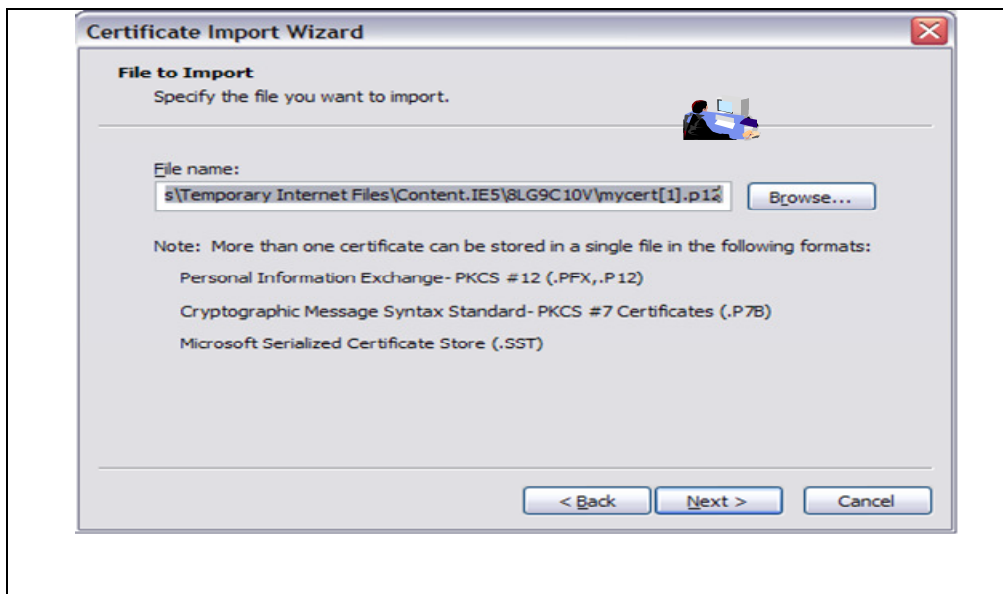 Certificate Import Wizard
File to Import
Specify the file you want to import.
File name:
s\Temporary Internet Files\Content.IE5\8LG9C10V\mycert[1].p12
Browse...
Note: More than one certificate can be stored in a single file in the following formats:
Personal Information Exchange- PKCS #12 (.PFX,.P12)
Cryptographic Message Syntax Standard- PKCS #7 Certificates (.P7B)
Microsoft Serialized Certificate Store (.SST)
< Back
Next >
Cancel